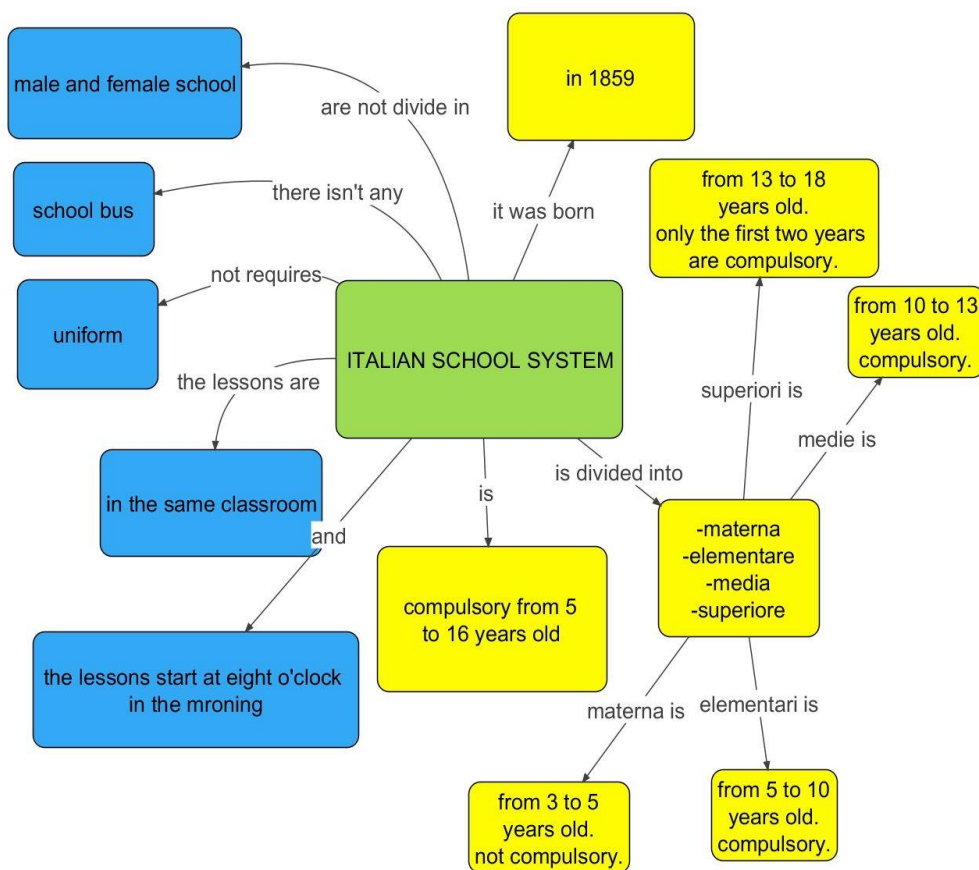 male and female school
are not divide in
in 1859
it was born
school bus
there isn't any
from 13 to 18
years old.
only the first two years
are compulsory.
uniform
not requires
ITALIAN SCHOOL SYSTEM
from 10 to 13
years old.
compulsory.
the lessons are
superiori is
medie is
in the same classroom
and
is
is divided into
-materna
-elementare
-media
-superiore
compulsory from 5
to 16 years old
the lessons start at eight o'clock
in the mroning
materna is
elementari is
from 3 to 5
years old.
not compulsory.
from 5 to 10
years old.
compulsory.